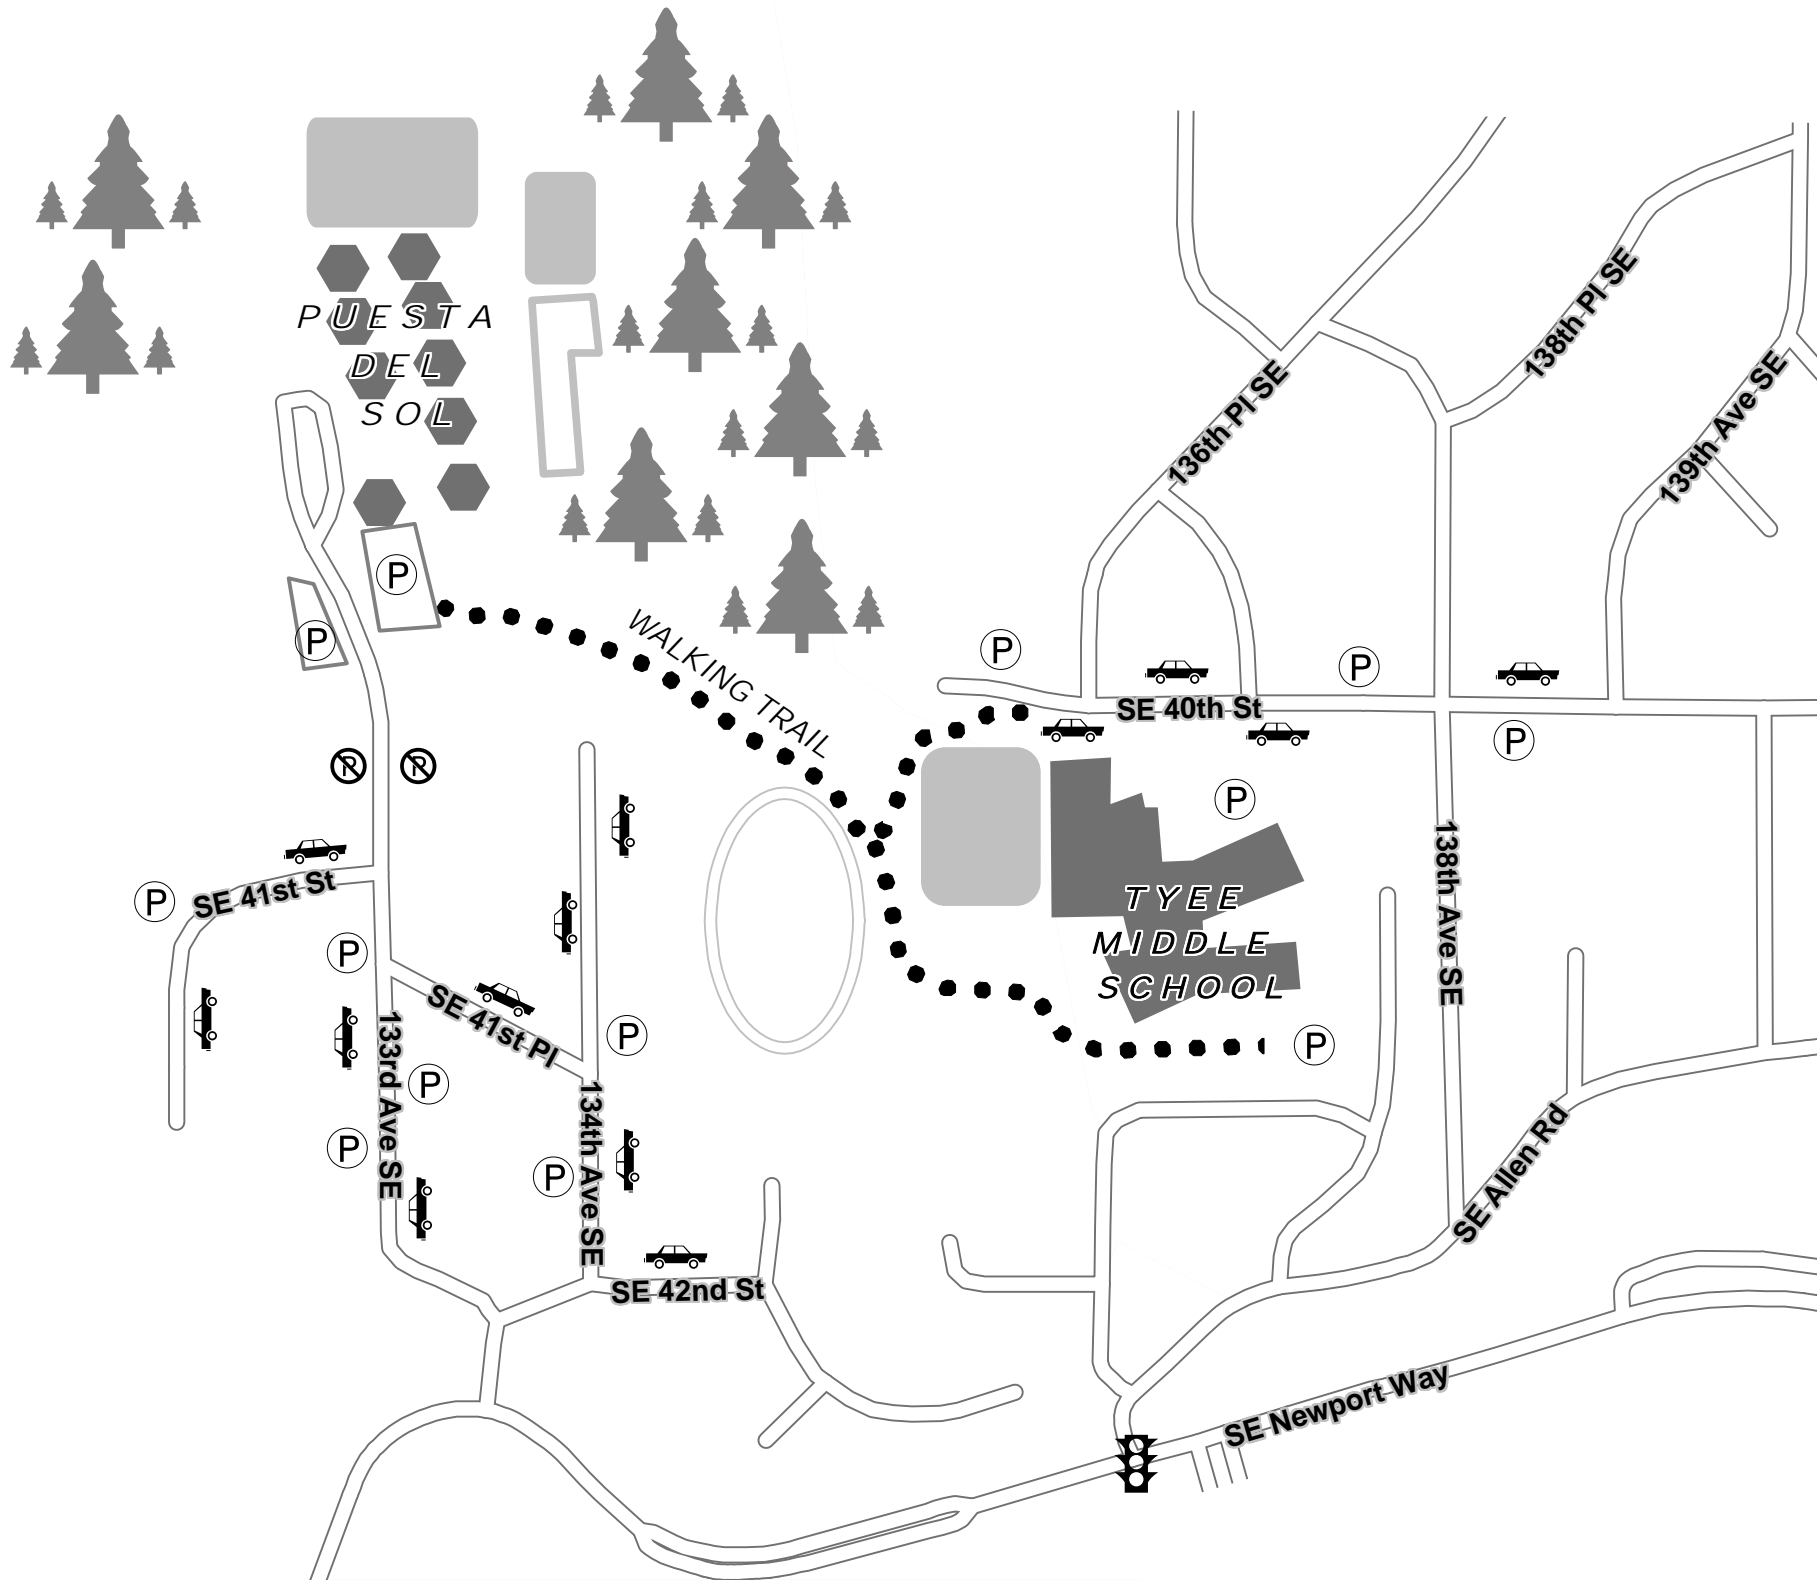 PUESTA
DEL
SOL
138th Pl SE
136th Pl SE
139th Ave SE
P
P
WALKING TRAIL
P
P
SE 40th St
P
P
P
P
SE 41st St
P
TYEE
MIDDLE
SCHOOL
138th Ave SE
P
SE 41st Pl
133rd Ave SE
P
P
P
P
P
134th Ave SE
SE Allen Rd
SE 42nd St
SE Newport Way